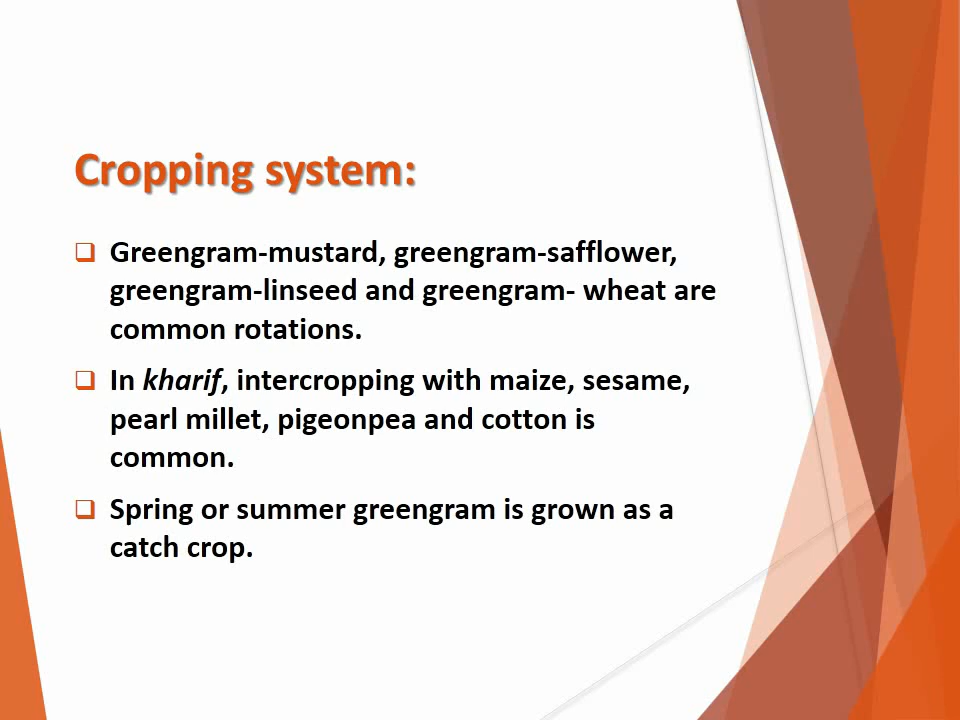 Cropping system:
Greengram-mustard, greengram-safflower,
greengram-linseed and greengram- wheat are
common rotations.
In kharif, intercropping with maize, sesame,
pearl millet, pigeonpea and cotton is
common.
Spring or summer greengram is grown as a
catch crop.